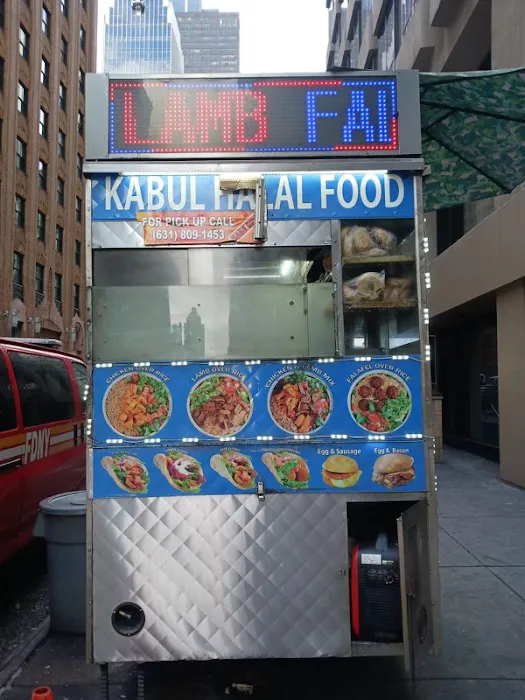 LAMB FAI
KABUL HALAL FOOD
FOR PICK UP CALL
(631) 809-1453
CHICKEN OVER RICE
LAMB OVER RICE
CHICKEN & LAMB MIX
FALAFEL OVER RICE
Egg & Sausage
Egg & Bacon
FDNY